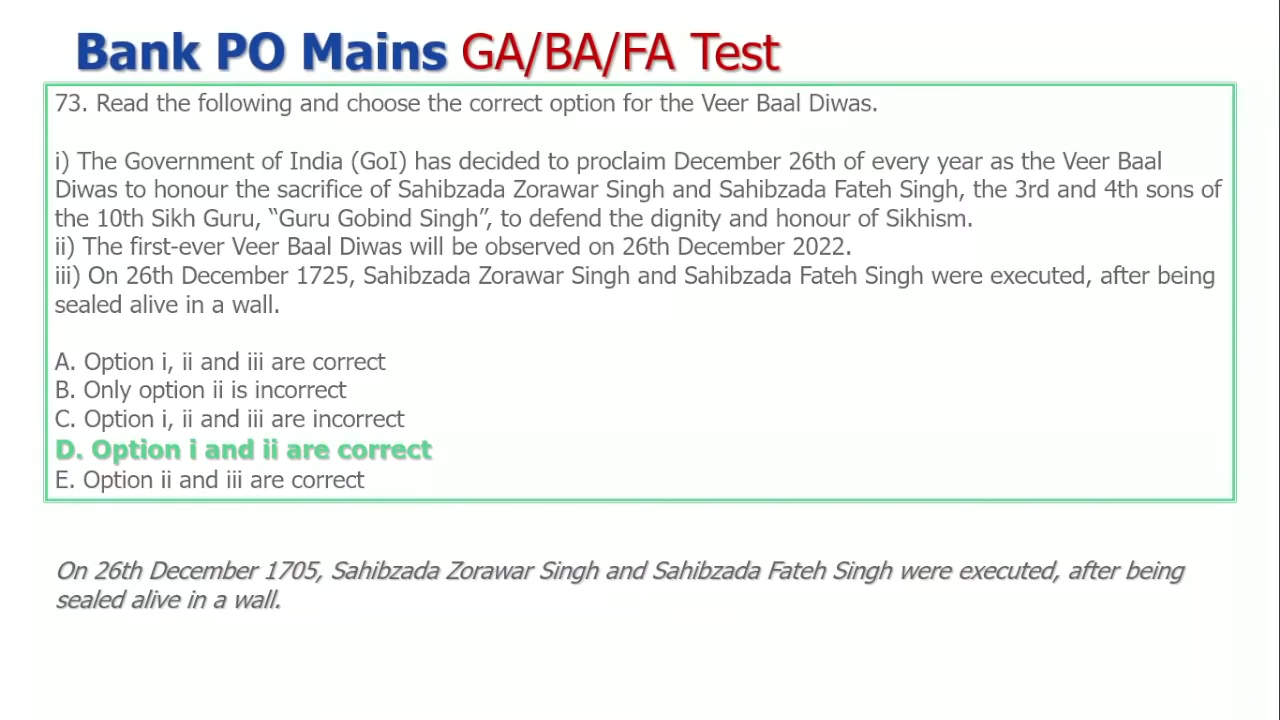 Bank PO Mains GA/BA/FA Test
73. Read the following and choose the correct option for the Veer Baal Diwas.
i) The Government of India (GoI) has decided to proclaim December 26th of every year as the Veer Baal
Diwas to honour the sacrifice of Sahibzada Zorawar Singh and Sahibzada Fateh Singh, the 3rd and 4th sons of
the 10th Sikh Guru, “Guru Gobind Singh”, to defend the dignity and honour of Sikhism.
ii) The first-ever Veer Baal Diwas will be observed on 26th December 2022.
iii) On 26th December 1725, Sahibzada Zorawar Singh and Sahibzada Fateh Singh were executed, after being
sealed alive in a wall.
A. Option i, ii and iii are correct
B. Only option ii is incorrect
C. Option i, ii and iii are incorrect
D. Option i and ii are correct
E. Option ii and iii are correct
On 26th December 1705, Sahibzada Zorawar Singh and Sahibzada Fateh Singh were executed, after being
sealed alive in a wall.